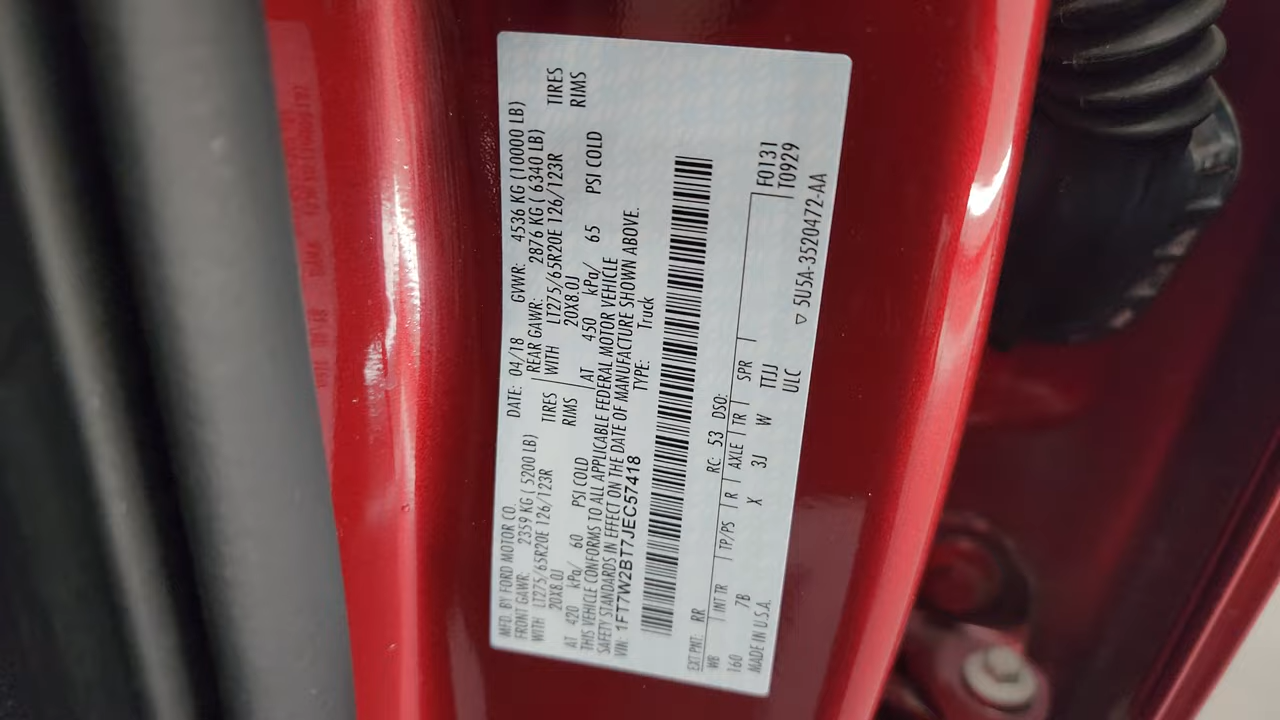 MFD. BY FORD MOTOR CO.
DATE: 04/18 GVWR: 4536 KG (10000 LB)
FRONT GAWR: 2359 KG ( 5200 LB) REAR GAWR: 2876 KG ( 6340 LB)
WITH LT275/65R20E 126/123R TIRES WITH LT275/65R20E 126/123R TIRES
20X8.0J RIMS 20X8.0J RIMS
AT 420 kPa/ 60 PSI COLD AT 450 kPa/ 65 PSI COLD
THIS VEHICLE CONFORMS TO ALL APPLICABLE FEDERAL MOTOR VEHICLE
SAFETY STANDARDS IN EFFECT ON THE DATE OF MANUFACTURE SHOWN ABOVE.
VIN: 1FT7W2BT7JEC57418 TYPE: Truck
EXT PNT: RR RC: 53 DSO:
WB INT TR TP/PS R AXLE TR SPR F0131
160 7B X 3J W TTJJ T0929
MADE IN U.S.A. ULC ▽ 5U5A-3520472-AA